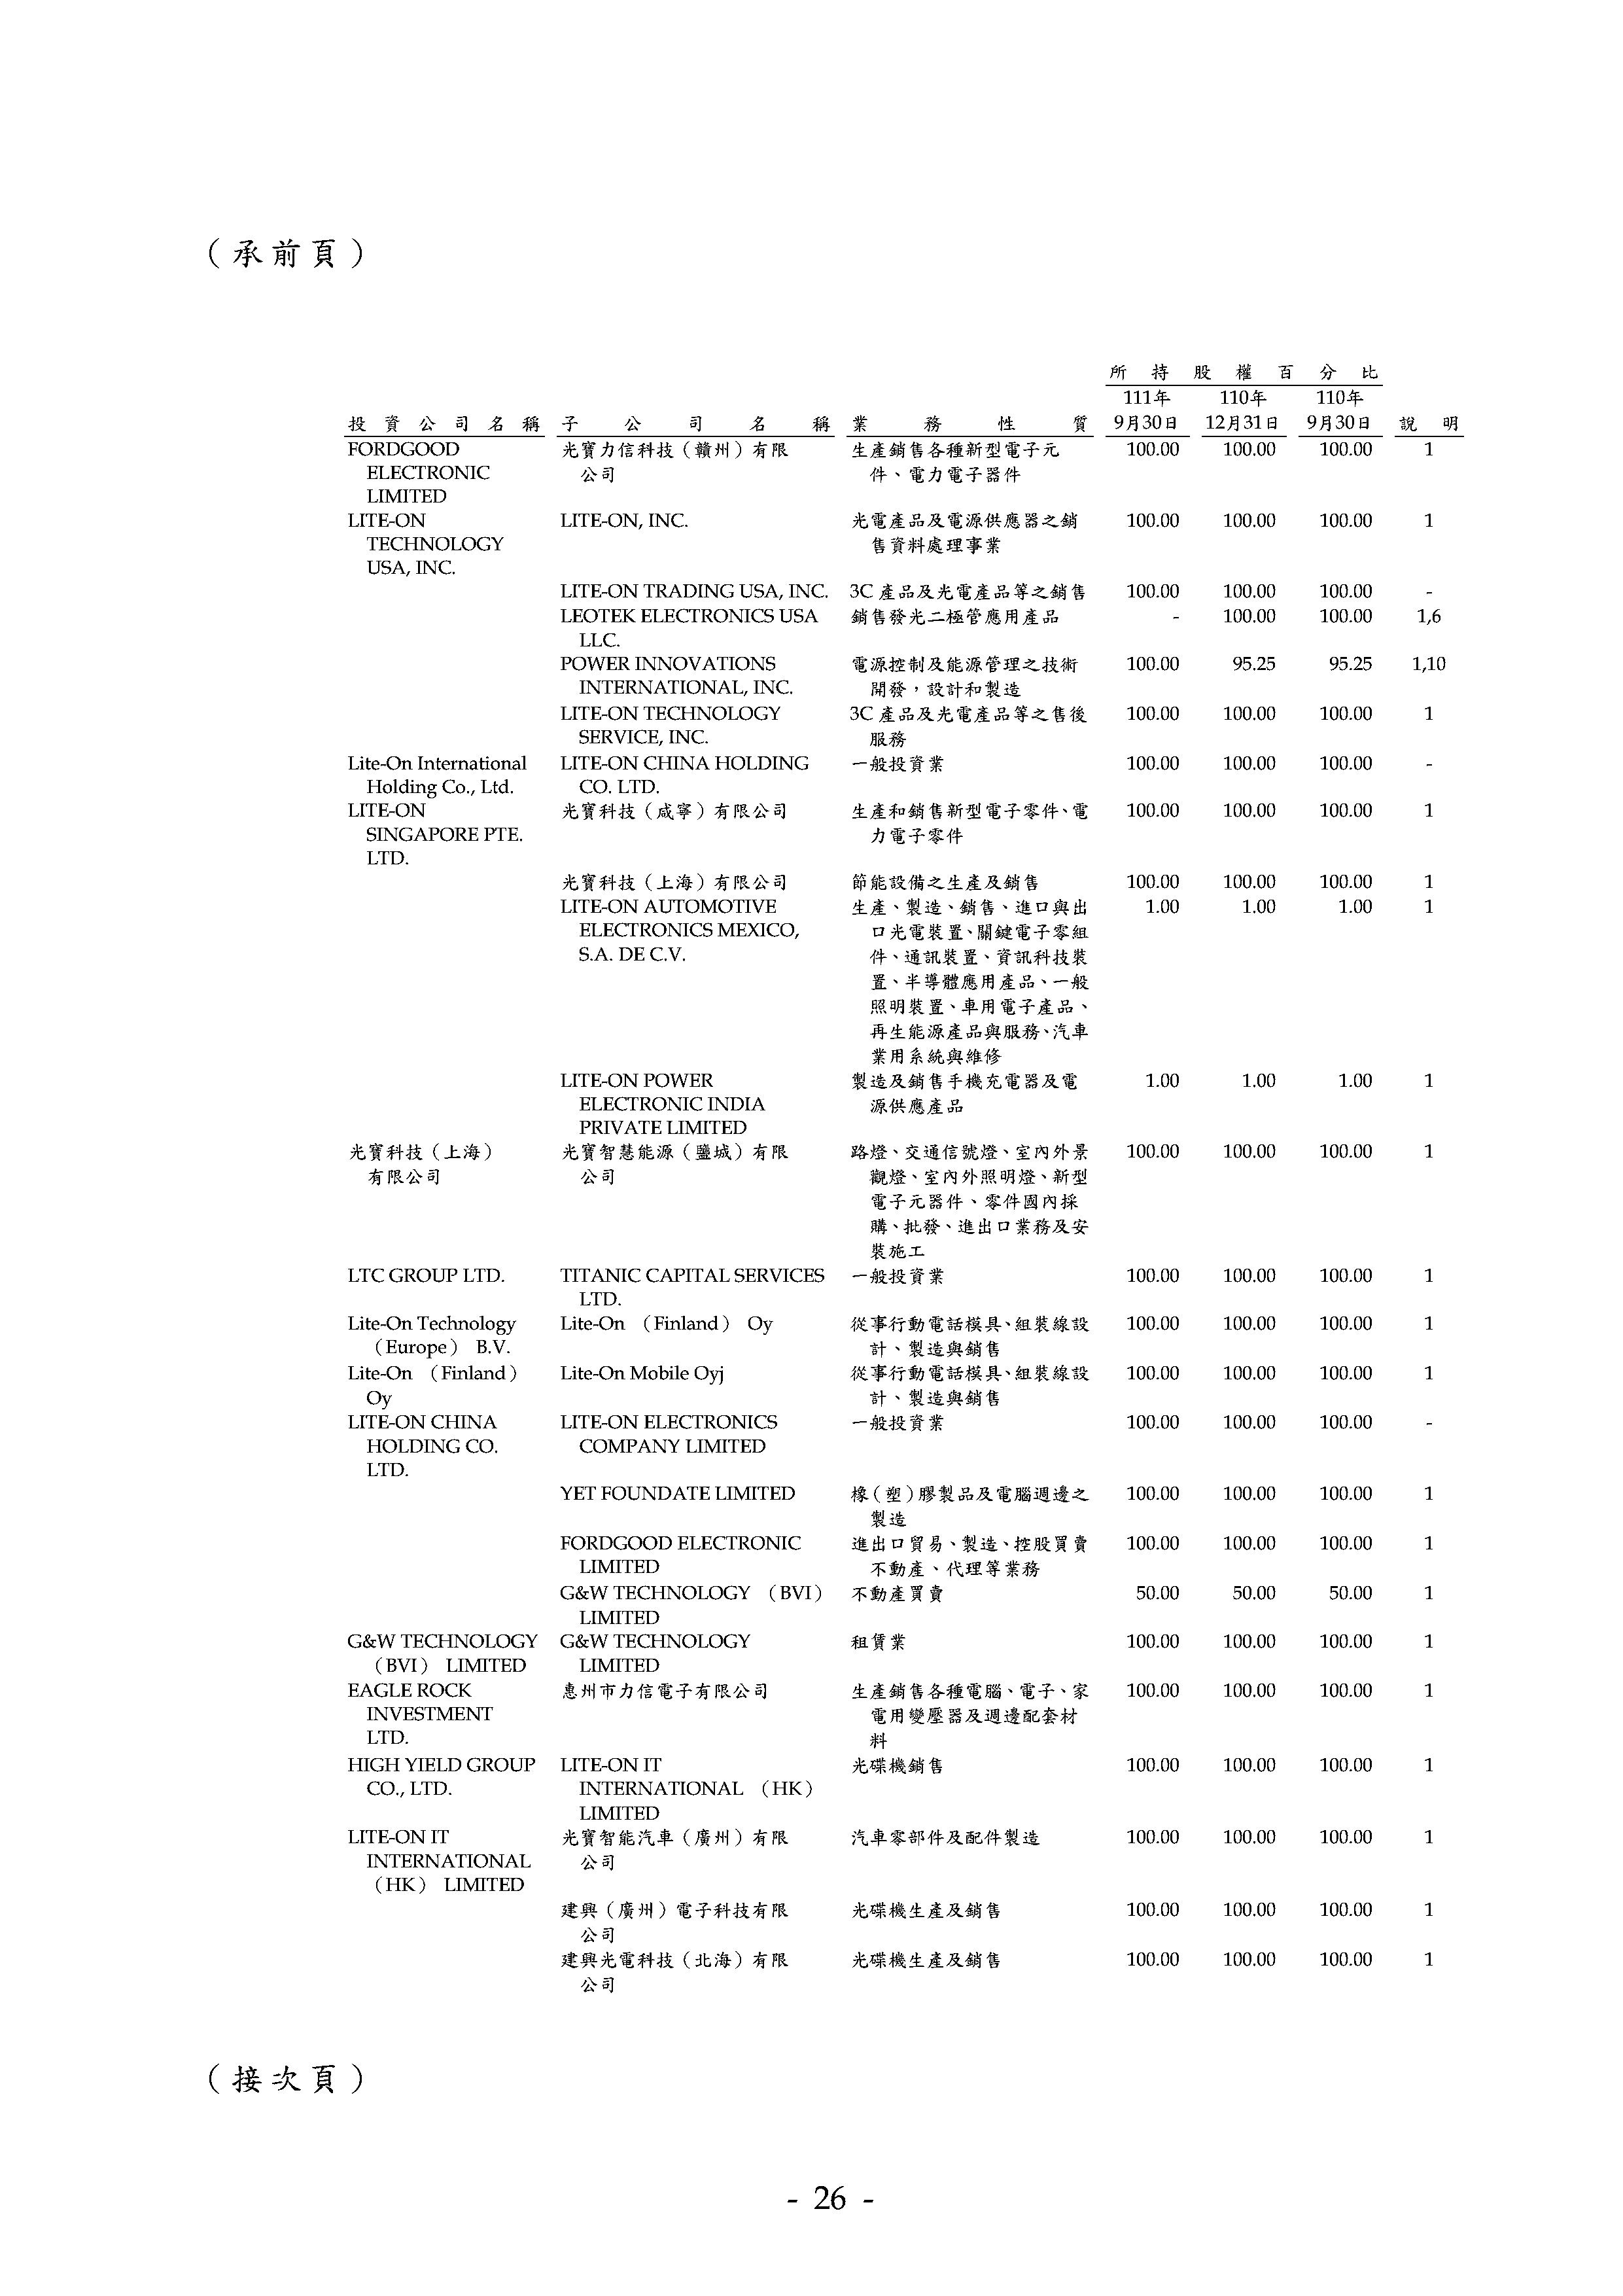 （承前頁）
所持股權百分比
111年 110年 110年
投資公司名稱 子公司名稱 業務性質 9月30日 12月31日 9月30日 說明
FORDGOOD 光寶力信科技（贛州）有限 生產銷售各種新型電子元 100.00 100.00 100.00 1
ELECTRONIC 公司 件、電力電子器件
LIMITED
LITE-ON LITE-ON, INC. 光電產品及電源供應器之銷 100.00 100.00 100.00 1
TECHNOLOGY 售資料處理事業
USA, INC.
LITE-ON TRADING USA, INC. 3C 產品及光電產品等之銷售 100.00 100.00 100.00 -
LEOTEK ELECTRONICS USA 銷售發光二極管應用產品 - 100.00 100.00 1,6
LLC.
POWER INNOVATIONS 電源控制及能源管理之技術 100.00 95.25 95.25 1,10
INTERNATIONAL, INC. 開發，設計和製造
LITE-ON TECHNOLOGY 3C 產品及光電產品等之售後 100.00 100.00 100.00 1
SERVICE, INC. 服務
Lite-On International LITE-ON CHINA HOLDING 一般投資業 100.00 100.00 100.00 -
Holding Co., Ltd. CO. LTD.
LITE-ON 光寶科技（咸寧）有限公司 生產和銷售新型電子零件、電 100.00 100.00 100.00 1
SINGAPORE PTE. 力電子零件
LTD.
光寶科技（上海）有限公司 節能設備之生產及銷售 100.00 100.00 100.00 1
LITE-ON AUTOMOTIVE 生產、製造、銷售、進口與出 1.00 1.00 1.00 1
ELECTRONICS MEXICO, 口光電裝置、關鍵電子零組
S.A. DE C.V. 件、通訊裝置、資訊科技裝
置、半導體應用產品、一般
照明裝置、車用電子產品、
再生能源產品與服務、汽車
業用系統與維修
LITE-ON POWER 製造及銷售手機充電器及電 1.00 1.00 1.00 1
ELECTRONIC INDIA 源供應產品
PRIVATE LIMITED
光寶科技（上海） 光寶智慧能源（鹽城）有限 路燈、交通信號燈、室內外景 100.00 100.00 100.00 1
有限公司 公司 觀燈、室內外照明燈、新型
電子元器件、零件國內採
購、批發、進出口業務及安
裝施工
LTC GROUP LTD. TITANIC CAPITAL SERVICES 一般投資業 100.00 100.00 100.00 1
LTD.
Lite-On Technology Lite-On （Finland） Oy 從事行動電話模具、組裝線設 100.00 100.00 100.00 1
（Europe） B.V. 計、製造與銷售
Lite-On （Finland） Lite-On Mobile Oyj 從事行動電話模具、組裝線設 100.00 100.00 100.00 1
Oy 計、製造與銷售
LITE-ON CHINA LITE-ON ELECTRONICS 一般投資業 100.00 100.00 100.00 -
HOLDING CO. COMPANY LIMITED
LTD.
YET FOUNDATE LIMITED 橡（塑）膠製品及電腦週邊之 100.00 100.00 100.00 1
製造
FORDGOOD ELECTRONIC 進出口貿易、製造、控股買賣 100.00 100.00 100.00 1
LIMITED 不動產、代理等業務
G&W TECHNOLOGY （BVI） 不動產買賣 50.00 50.00 50.00 1
LIMITED
G&W TECHNOLOGY G&W TECHNOLOGY 租賃業 100.00 100.00 100.00 1
（BVI） LIMITED LIMITED
EAGLE ROCK 惠州市力信電子有限公司 生產銷售各種電腦、電子、家 100.00 100.00 100.00 1
INVESTMENT 電用變壓器及週邊配套材
LTD. 料
HIGH YIELD GROUP LITE-ON IT 光碟機銷售 100.00 100.00 100.00 1
CO., LTD. INTERNATIONAL （HK）
LIMITED
LITE-ON IT 光寶智能汽車（廣州）有限 汽車零部件及配件製造 100.00 100.00 100.00 1
INTERNATIONAL 公司
（HK） LIMITED
建興（廣州）電子科技有限 光碟機生產及銷售 100.00 100.00 100.00 1
公司
建興光電科技（北海）有限 光碟機生產及銷售 100.00 100.00 100.00 1
公司
（接次頁）
- 26 -